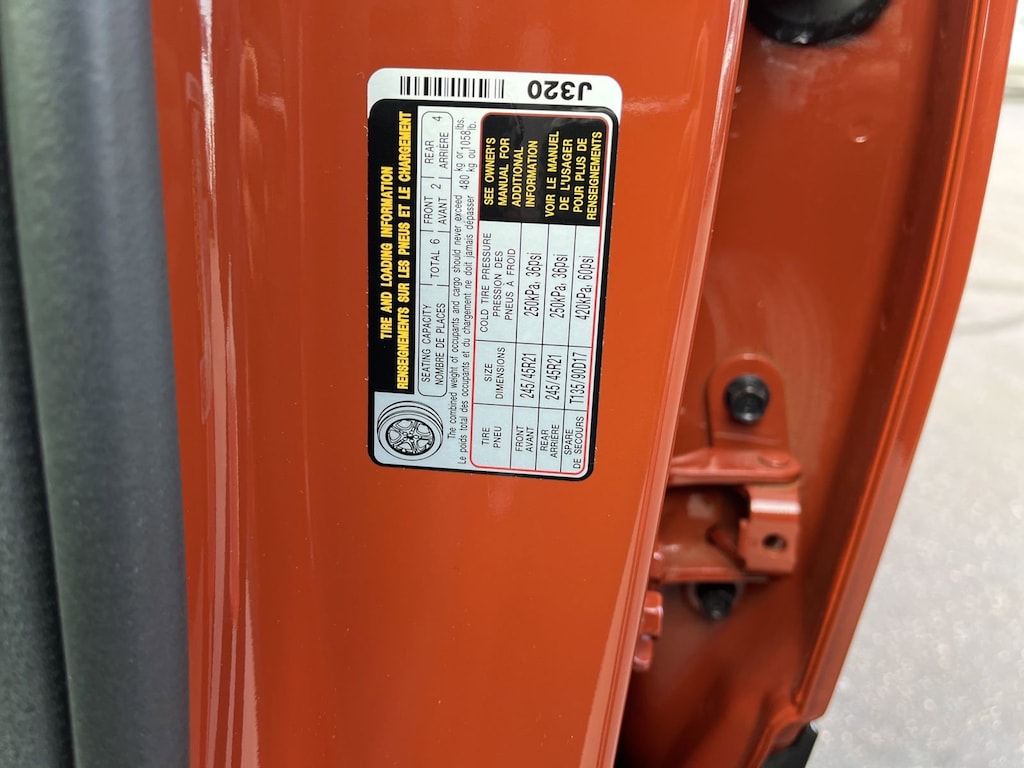 J320
TIRE AND LOADING INFORMATION
RENSEIGNEMENTS SUR LES PNEUS ET LE CHARGEMENT
SEATING CAPACITY TOTAL 6 FRONT 2 REAR 4
NOMBRE DE PLACES AVANT ARRIÈRE
The combined weight of occupants and cargo should never exceed 480 kg or 1058 lbs.
Le poids total des occupants et du chargement ne doit jamais dépasser kg ou lb.
TIRE SIZE COLD TIRE PRESSURE
PNEU DIMENSIONS PRESSION DES
PNEUS À FROID
FRONT 245/45R21 250kPa, 36psi
AVANT
REAR 245/45R21 250kPa, 36psi
ARRIÈRE
SPARE T135/90D17 420kPa, 60psi
DE SECOURS
SEE OWNER'S
MANUAL FOR
ADDITIONAL
INFORMATION
VOIR LE MANUEL
DE L'USAGER
POUR PLUS DE
RENSEIGNEMENTS